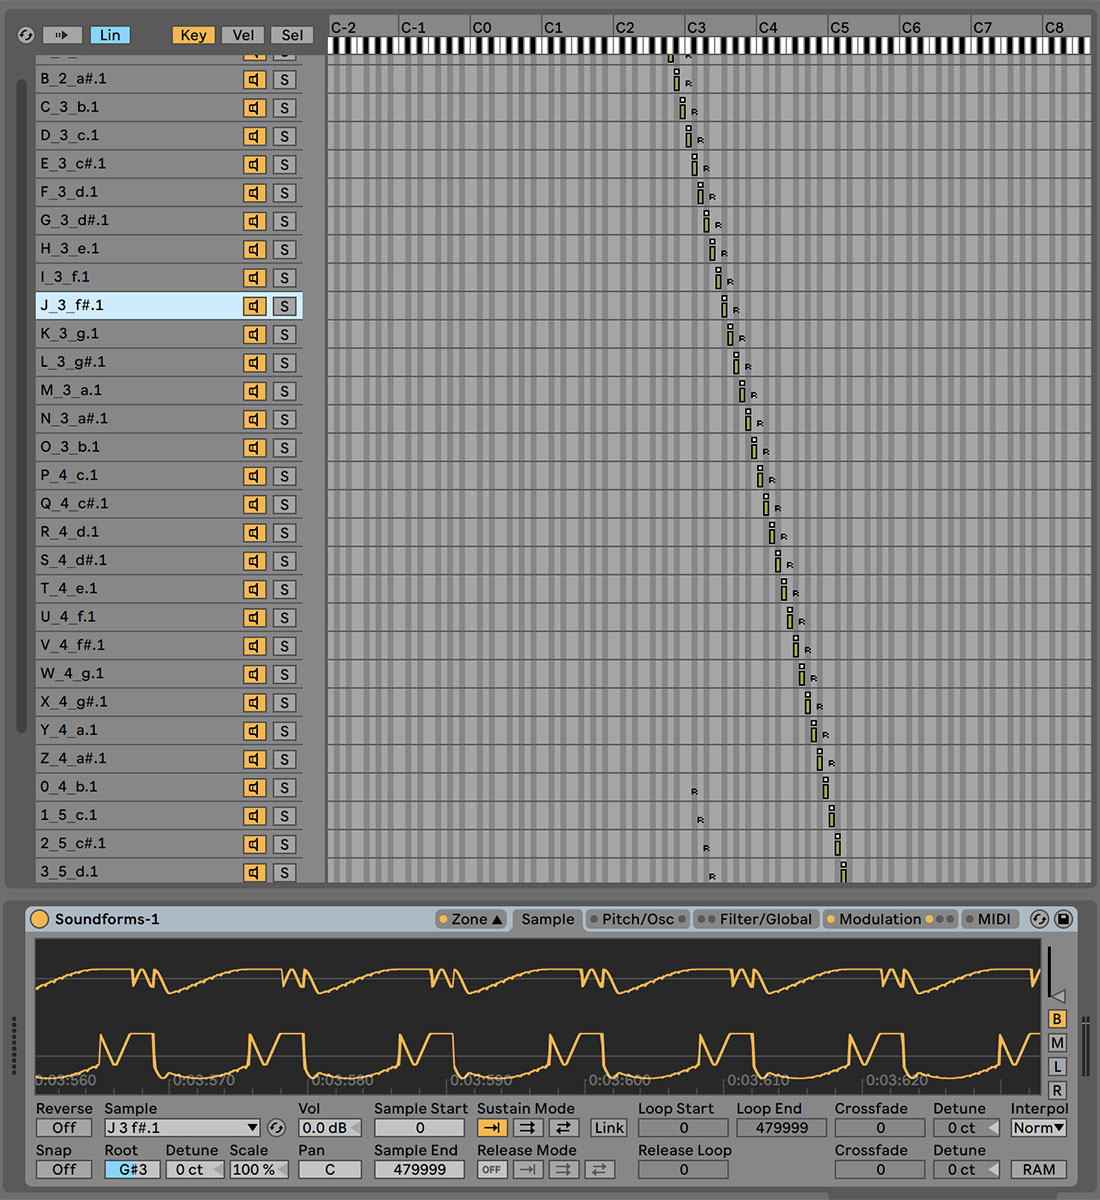 Lin Key Vel Sel C-2 C-1 C0 C1 C2 C3 C4 C5 C6 C7 C8
B_2_a#.1 S R
C_3_b.1 S R
D_3_c.1 S R
E_3_c#.1 S R
F_3_d.1 S R
G_3_d#.1 S R
H_3_e.1 S R
I_3_f.1 S R
J_3_f#.1 S R
K_3_g.1 S R
L_3_g#.1 S R
M_3_a.1 S R
N_3_a#.1 S R
O_3_b.1 S R
P_4_c.1 S R
Q_4_c#.1 S R
R_4_d.1 S R
S_4_d#.1 S R
T_4_e.1 S R
U_4_f.1 S R
V_4_f#.1 S R
W_4_g.1 S R
X_4_g#.1 S R
Y_4_a.1 S R
Z_4_a#.1 S R
0_4_b.1 S R
1_5_c.1 S R
2_5_c#.1 S R
3_5_d.1 S R
Soundforms-1 Zone Sample Pitch/Osc Filter/Global Modulation MIDI
B
M
L
0:03:560 0:03:570 0:03:580 0:03:590 0:03:600 0:03:610 0:03:620 R
Reverse Sample Vol Sample Start Sustain Mode Loop Start Loop End Crossfade Detune Interpol
Off J 3 f#.1 0.0 dB 0 Link 0 479999 0 0 ct Norm
Snap Root Detune Scale Pan Sample End Release Mode Release Loop Crossfade Detune
Off G#3 0 ct 100 % C 479999 OFF 0 0 0 ct RAM